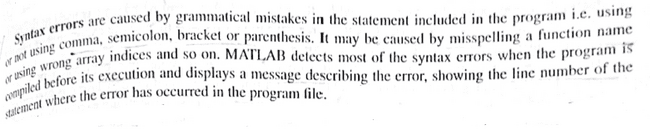 Syntax errors are caused by grammatical mistakes in the statement included in the program i.e. using
or not using comma, semicolon, bracket or parenthesis. It may be caused by misspelling a function name
or using wrong array indices and so on. MATLAB detects most of the syntax errors when the program is
compiled before its execution and displays a message describing the error, showing the line number of the
statement where the error has occurred in the program file.